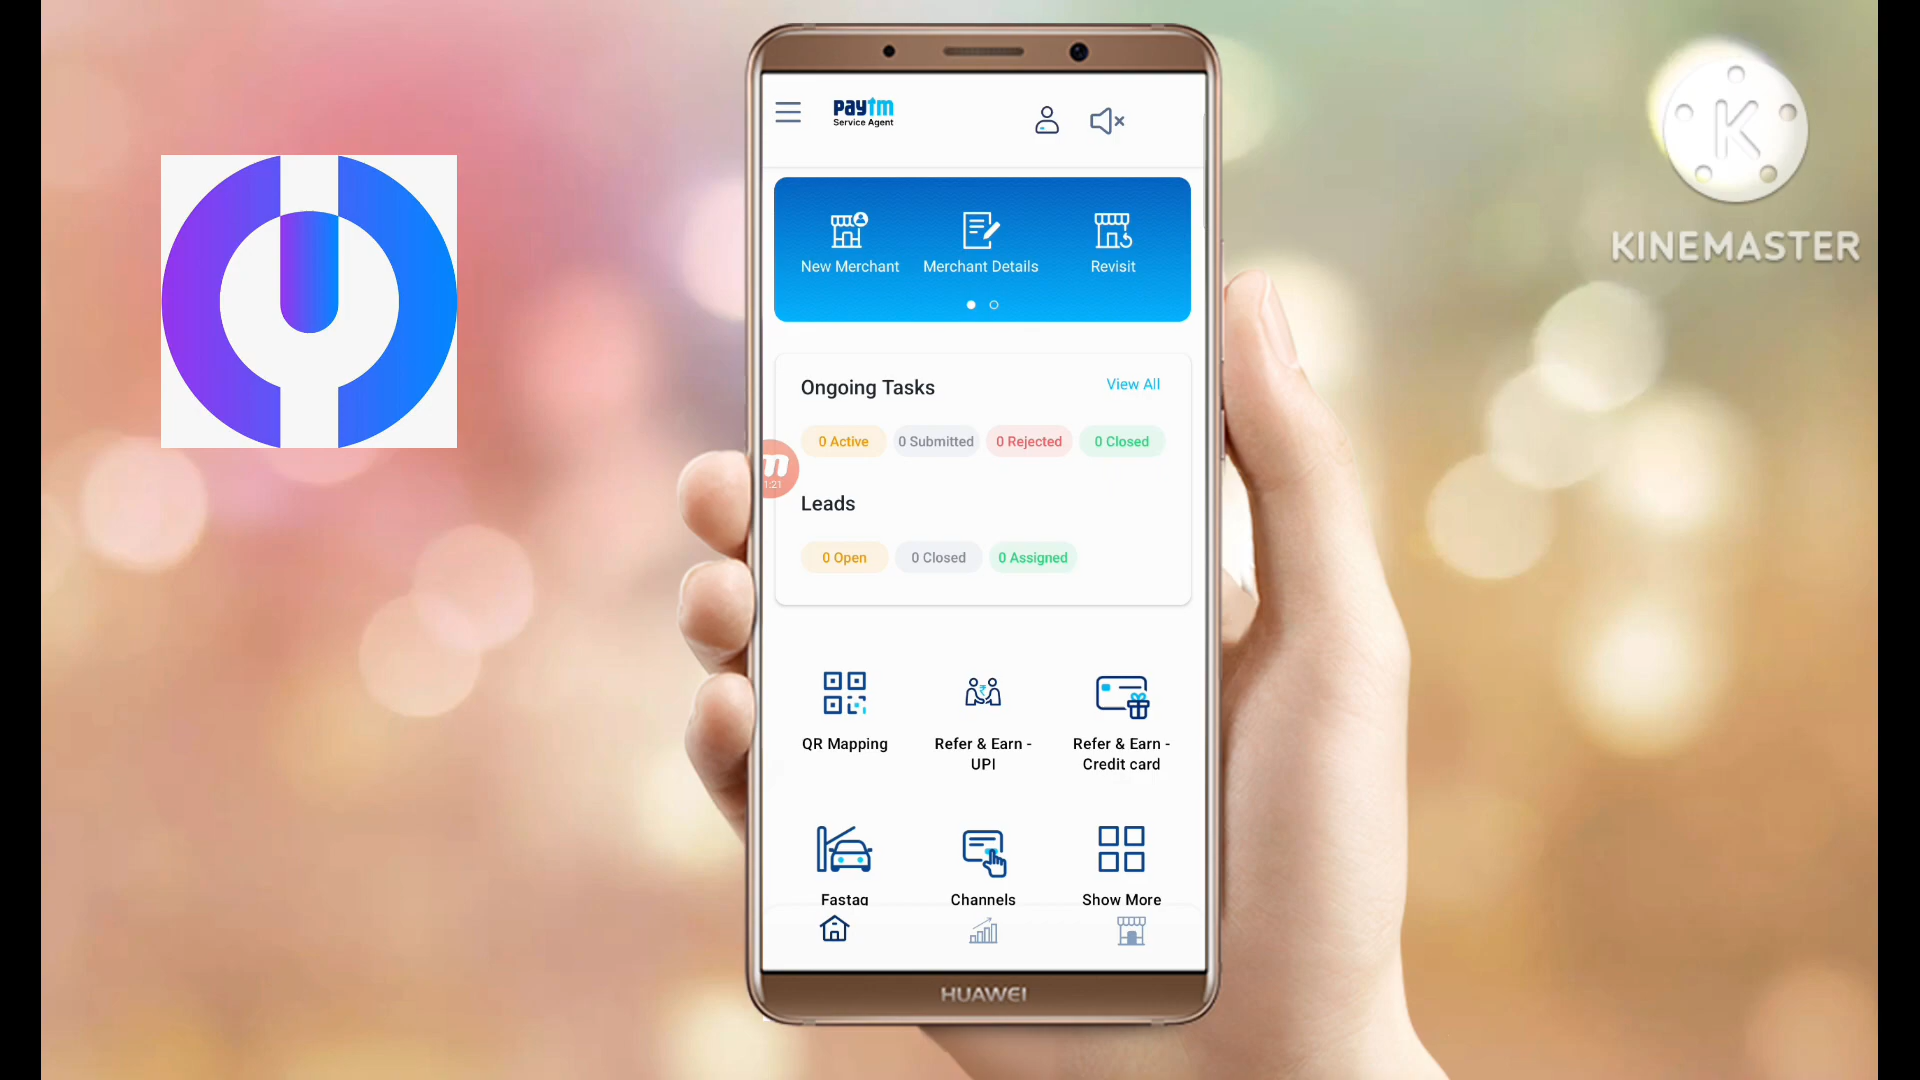 paytm
Service Agent
New Merchant
Merchant Details
Revisit
Ongoing Tasks
View All
0 Active
0 Submitted
0 Rejected
0 Closed
1:21
Leads
0 Open
0 Closed
0 Assigned
QR Mapping
Refer & Earn -
UPI
Refer & Earn -
Credit card
Fastag
Channels
Show More
HUAWEI
K
KINEMASTER